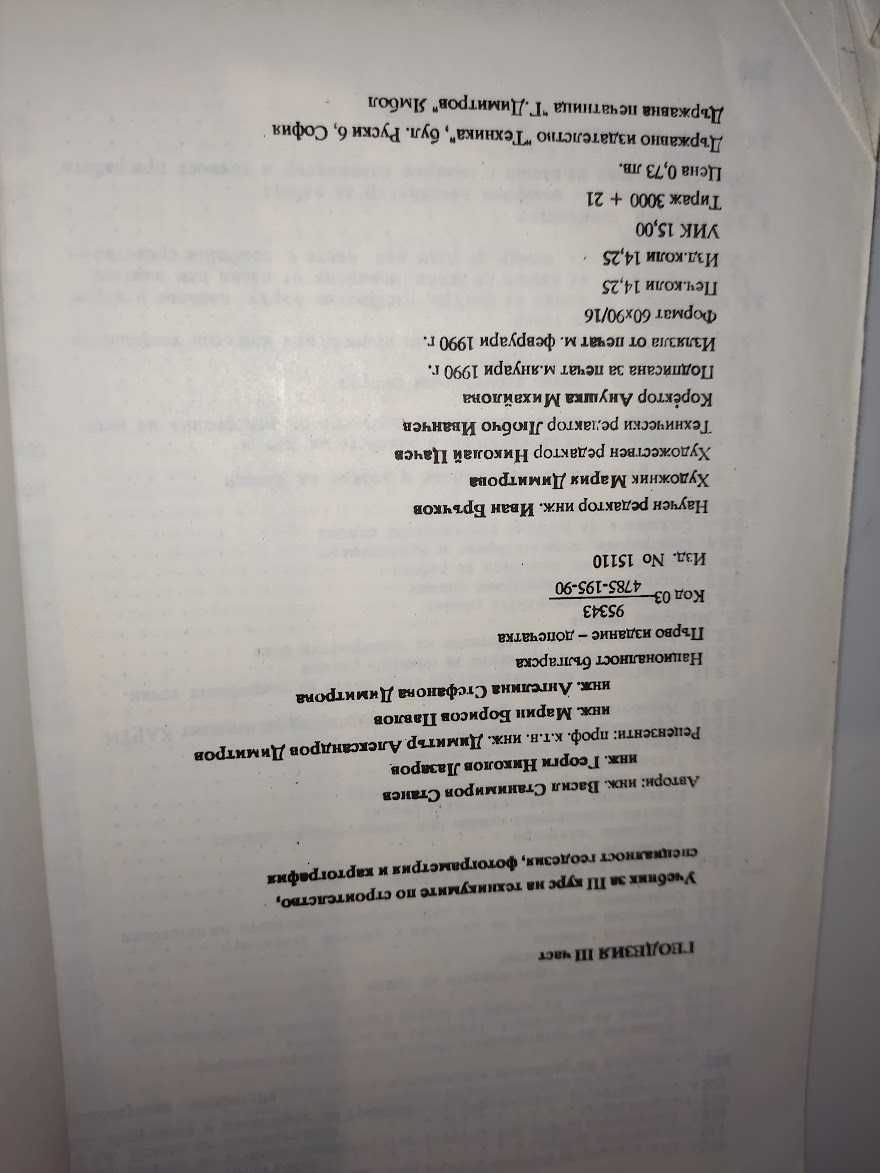 ГЕОДЕЗИЯ III част
Учебник за III курс на техникумите по строителство,
специалност геодезия, фотограметрия и картография
Автори: инж. Васил Станимиров Станев
инж. Георги Николов Лазаров
Рецензенти: проф. к.т.н. инж. Димитър Александров Димитров
инж. Марин Борисов Павлов
инж. Ангелина Стефанова Димитрова
Националност българска
Първо издание – допечатка
Код 03 95343
4785-195-90
Изд. No 15110
Научен редактор инж. Иван Бръчков
Художник Мария Димитрова
Художествен редактор Николай Цачев
Технически редактор Любчо Иванчев
Коректор Анушка Михайлова
Подписана за печат м.януари 1990 г.
Излязла от печат м. февруари 1990 г.
Формат 60х90/16
Печ.коли 14,25
Изд.коли 14,25
УИК 15,00
Тираж 3000 + 21
Цена 0,73 лв.
Държавно издателство "Техника", бул. Руски 6, София
Държавна печатница "Г.Димитров" Ямбол